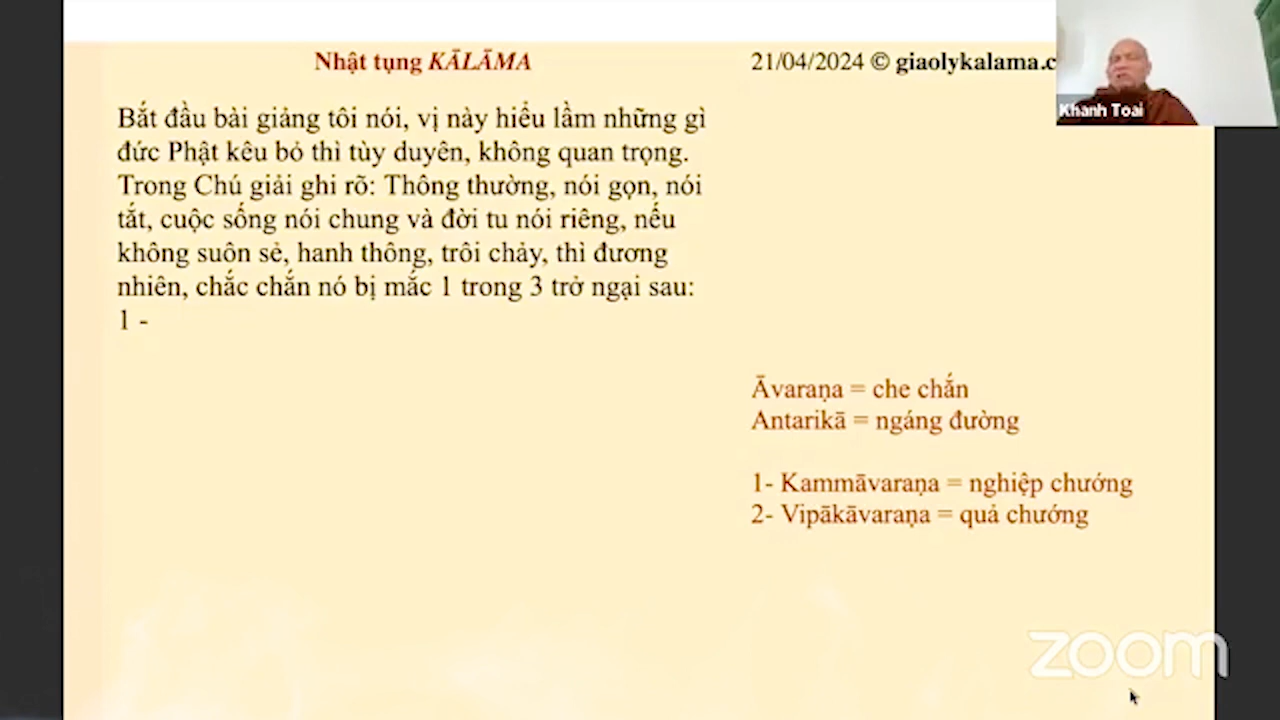 Nhật tụng KĀLĀMA
21/04/2024 © giaolykalama.c
Khanh Toai
Bắt đầu bài giảng tôi nói, vị này hiểu lầm những gì
đức Phật kêu bỏ thì tùy duyên, không quan trọng.
Trong Chú giải ghi rõ: Thông thường, nói gọn, nói
tắt, cuộc sống nói chung và đời tu nói riêng, nếu
không suôn sẻ, hanh thông, trôi chảy, thì đương
nhiên, chắc chắn nó bị mắc 1 trong 3 trở ngại sau:
1 -
Āvaraṇa = che chắn
Antarikā = ngáng đường
1- Kammāvaraṇa = nghiệp chướng
2- Vipākāvaraṇa = quả chướng
zoom